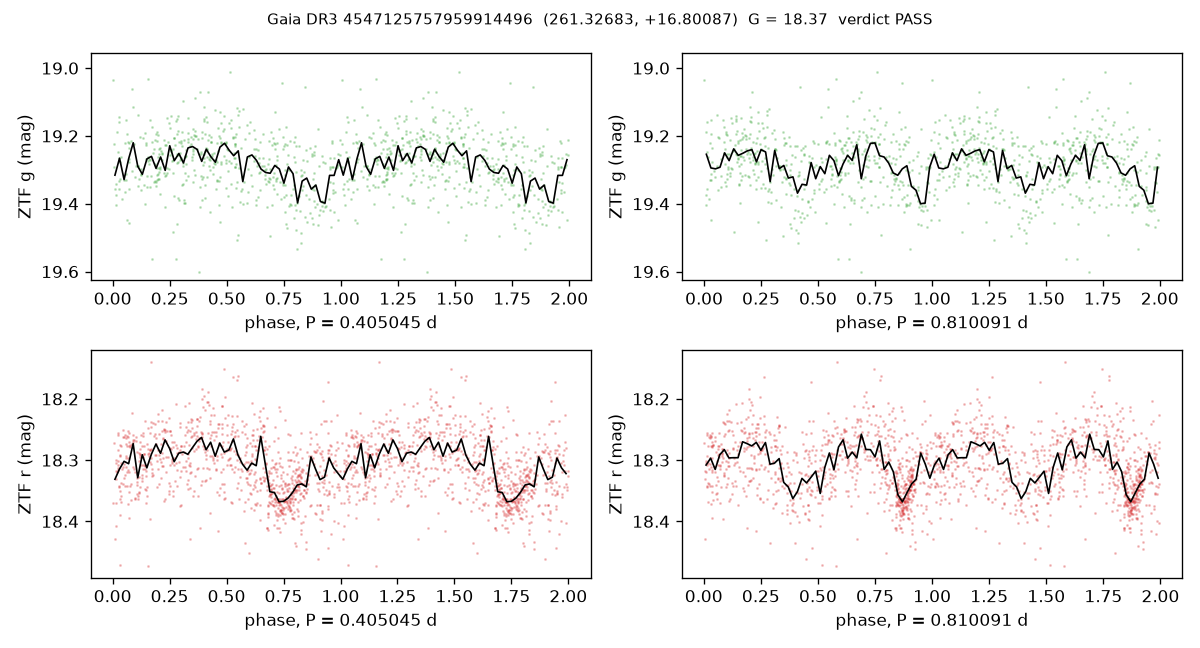 Gaia DR3 4547125757959914496 (261.32683, +16.80087) G = 18.37 verdict PASS
ZTF g (mag)
19.0
19.2
19.4
19.6
0.00 0.25 0.50 0.75 1.00 1.25 1.50 1.75 2.00
phase, P = 0.405045 d
ZTF g (mag)
19.0
19.2
19.4
19.6
0.00 0.25 0.50 0.75 1.00 1.25 1.50 1.75 2.00
phase, P = 0.810091 d
ZTF r (mag)
18.2
18.3
18.4
0.00 0.25 0.50 0.75 1.00 1.25 1.50 1.75 2.00
phase, P = 0.405045 d
ZTF r (mag)
18.2
18.3
18.4
0.00 0.25 0.50 0.75 1.00 1.25 1.50 1.75 2.00
phase, P = 0.810091 d